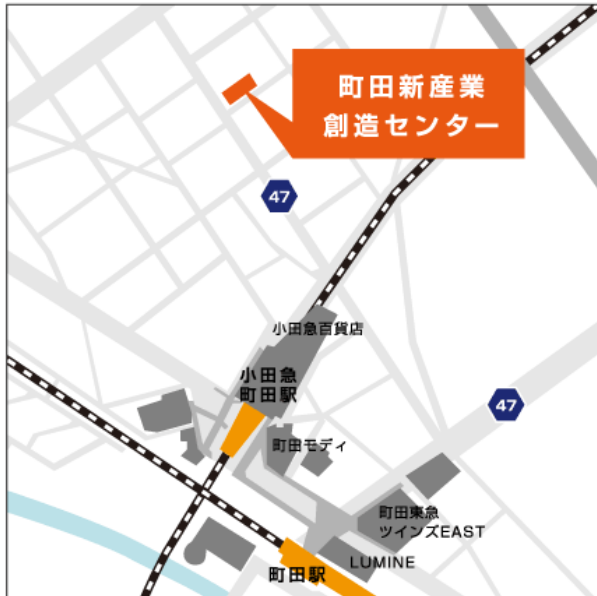 町田新産業
創造センター
47
小田急百貨店
小田急
町田駅
47
町田モディ
町田東急
ツインズEAST
LUMINE
町田駅